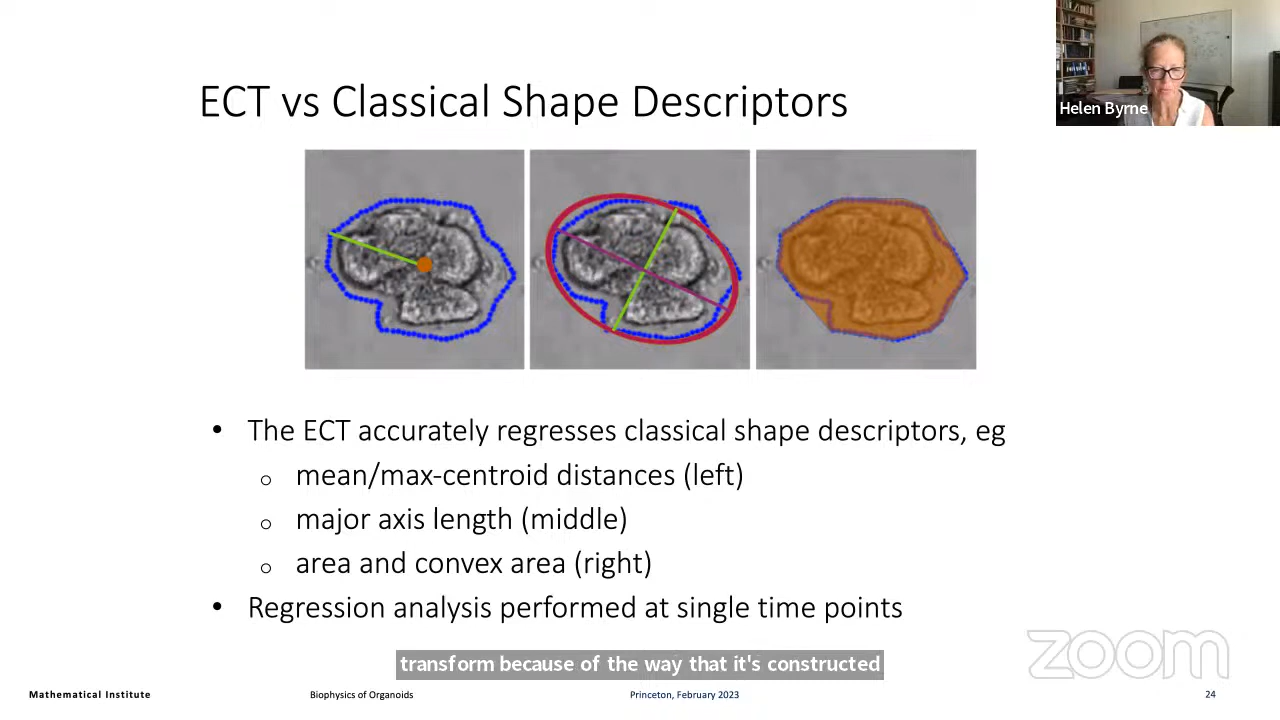 ECT vs Classical Shape Descriptors
Helen Byrne
• The ECT accurately regresses classical shape descriptors, eg
o mean/max-centroid distances (left)
o major axis length (middle)
o area and convex area (right)
• Regression analysis performed at single time points
zoom
transform because of the way that it's constructed
Mathematical Institute
Biophysics of Organoids
Princeton, February 2023
24